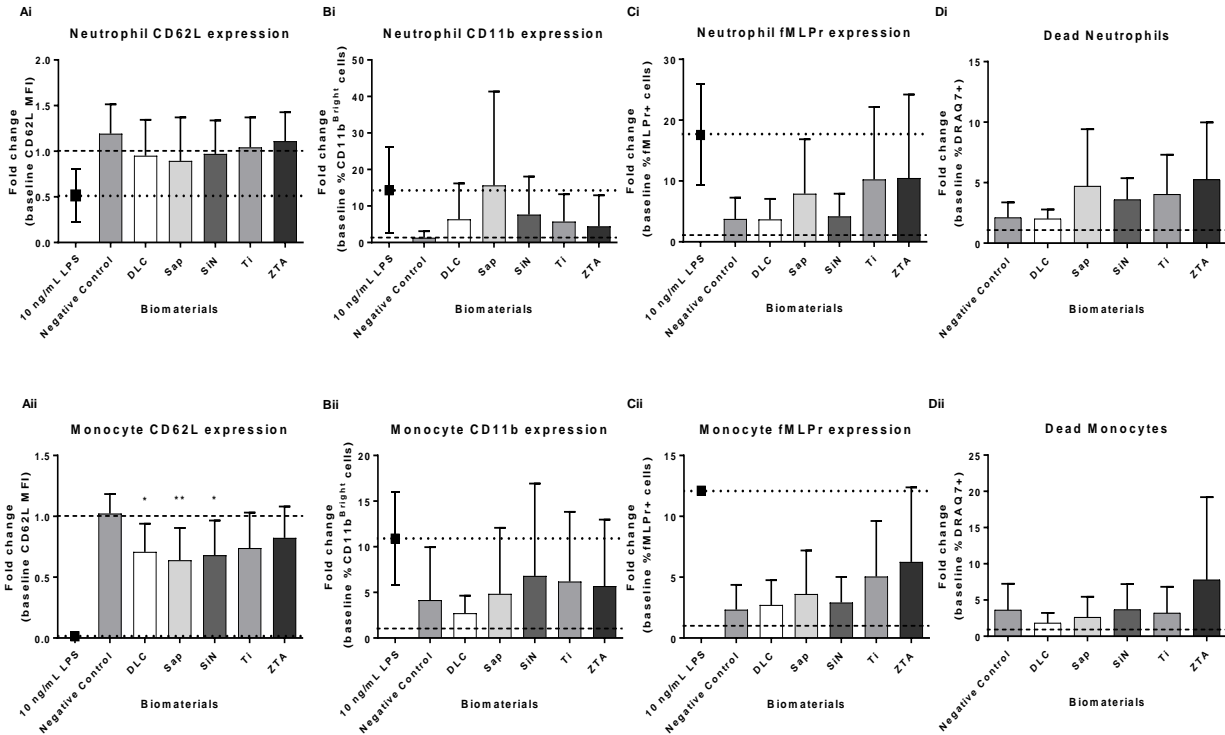 Ai
Neutrophil CD62L expression
Fold change
(baseline CD62L MFI)
2.0
1.5
1.0
0.5
0.0
10 ng/mL LPS
Negative Control
DLC
Sap
SiN
Ti
ZTA
Biomaterials
Bi
Neutrophil CD11b expression
Fold change
(baseline %CD11b^Bright cells)
50
40
30
20
10
0
10 ng/mL LPS
Negative Control
DLC
Sap
SiN
Ti
ZTA
Biomaterials
Ci
Neutrophil fMLPr expression
Fold change
(baseline %fMLPr+ cells)
30
20
10
0
10 ng/mL LPS
Negative Control
DLC
Sap
SiN
Ti
ZTA
Biomaterials
Di
Dead Neutrophils
Fold change
(baseline %DRAQ7+)
15
10
5
0
Negative Control
DLC
Sap
SiN
Ti
ZTA
Biomaterials
Aii
Monocyte CD62L expression
Fold change
(baseline CD62L MFI)
1.5
1.0
0.5
0.0
* ** *
10 ng/mL LPS
Negative Control
DLC
Sap
SiN
Ti
ZTA
Biomaterials
Bii
Monocyte CD11b expression
Fold change
(baseline %CD11b^Bright cells)
20
15
10
5
0
10 ng/mL LPS
Negative Control
DLC
Sap
SiN
Ti
ZTA
Biomaterials
Cii
Monocyte fMLPr expression
Fold change
(baseline %fMLPr+ cells)
15
10
5
0
10 ng/mL LPS
Negative Control
DLC
Sap
SiN
Ti
ZTA
Biomaterials
Dii
Dead Monocytes
Fold change
(baseline %DRAQ7+)
25
20
15
10
5
0
Negative Control
DLC
Sap
SiN
Ti
ZTA
Biomaterials